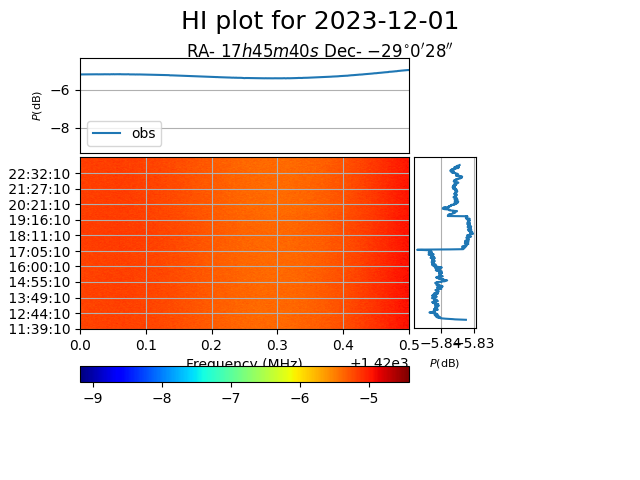 HI plot for 2023-12-01
RA- 17h45m40s Dec- −29°0′28″
P(dB)
−6
−8
obs
22:32:10
21:27:10
20:21:10
19:16:10
18:11:10
17:05:10
16:00:10
14:55:10
13:49:10
12:44:10
11:39:10
0.0 0.1 0.2 0.3 0.4 0.5
−5.84 −5.83
Frequency (MHz) +1.42e3
P(dB)
−9 −8 −7 −6 −5